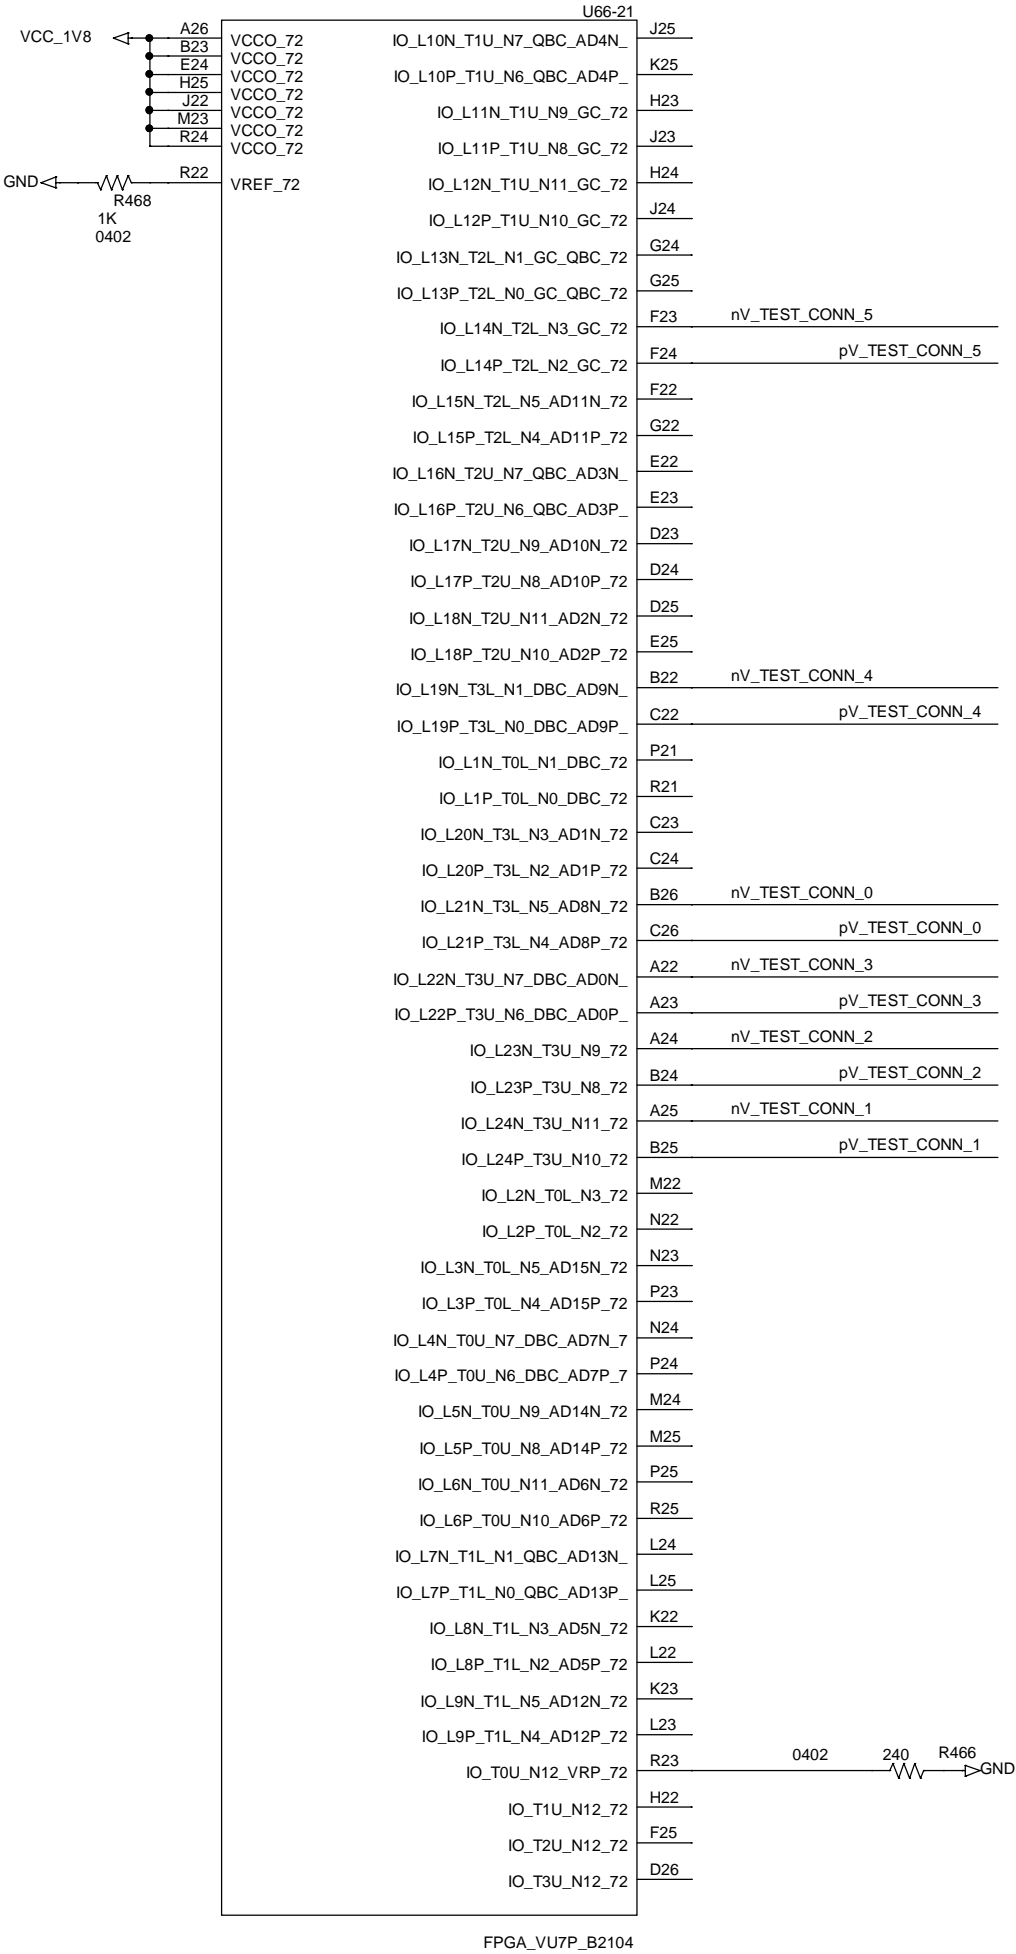 U66-21
VCC_1V8
A26 VCCO_72
B23 VCCO_72
E24 VCCO_72
H25 VCCO_72
J22 VCCO_72
M23 VCCO_72
R24 VCCO_72
GND R22 VREF_72
R468
1K
0402
IO_L10N_T1U_N7_QBC_AD4N_ J25
IO_L10P_T1U_N6_QBC_AD4P_ K25
IO_L11N_T1U_N9_GC_72 H23
IO_L11P_T1U_N8_GC_72 J23
IO_L12N_T1U_N11_GC_72 H24
IO_L12P_T1U_N10_GC_72 J24
IO_L13N_T2L_N1_GC_QBC_72 G24
IO_L13P_T2L_N0_GC_QBC_72 G25
IO_L14N_T2L_N3_GC_72 F23 nV_TEST_CONN_5
IO_L14P_T2L_N2_GC_72 F24 pV_TEST_CONN_5
IO_L15N_T2L_N5_AD11N_72 F22
IO_L15P_T2L_N4_AD11P_72 G22
IO_L16N_T2U_N7_QBC_AD3N_ E22
IO_L16P_T2U_N6_QBC_AD3P_ E23
IO_L17N_T2U_N9_AD10N_72 D23
IO_L17P_T2U_N8_AD10P_72 D24
IO_L18N_T2U_N11_AD2N_72 D25
IO_L18P_T2U_N10_AD2P_72 E25
IO_L19N_T3L_N1_DBC_AD9N_ B22 nV_TEST_CONN_4
IO_L19P_T3L_N0_DBC_AD9P_ C22 pV_TEST_CONN_4
IO_L1N_T0L_N1_DBC_72 P21
IO_L1P_T0L_N0_DBC_72 R21
IO_L20N_T3L_N3_AD1N_72 C23
IO_L20P_T3L_N2_AD1P_72 C24
IO_L21N_T3L_N5_AD8N_72 B26 nV_TEST_CONN_0
IO_L21P_T3L_N4_AD8P_72 C26 pV_TEST_CONN_0
IO_L22N_T3U_N7_DBC_AD0N_ A22 nV_TEST_CONN_3
IO_L22P_T3U_N6_DBC_AD0P_ A23 pV_TEST_CONN_3
IO_L23N_T3U_N9_72 A24 nV_TEST_CONN_2
IO_L23P_T3U_N8_72 B24 pV_TEST_CONN_2
IO_L24N_T3U_N11_72 A25 nV_TEST_CONN_1
IO_L24P_T3U_N10_72 B25 pV_TEST_CONN_1
IO_L2N_T0L_N3_72 M22
IO_L2P_T0L_N2_72 N22
IO_L3N_T0L_N5_AD15N_72 N23
IO_L3P_T0L_N4_AD15P_72 P23
IO_L4N_T0U_N7_DBC_AD7N_7 N24
IO_L4P_T0U_N6_DBC_AD7P_7 P24
IO_L5N_T0U_N9_AD14N_72 M24
IO_L5P_T0U_N8_AD14P_72 M25
IO_L6N_T0U_N11_AD6N_72 P25
IO_L6P_T0U_N10_AD6P_72 R25
IO_L7N_T1L_N1_QBC_AD13N_ L24
IO_L7P_T1L_N0_QBC_AD13P_ L25
IO_L8N_T1L_N3_AD5N_72 K22
IO_L8P_T1L_N2_AD5P_72 L22
IO_L9N_T1L_N5_AD12N_72 K23
IO_L9P_T1L_N4_AD12P_72 L23
IO_T0U_N12_VRP_72 R23 0402 240 R466 GND
IO_T1U_N12_72 H22
IO_T2U_N12_72 F25
IO_T3U_N12_72 D26
FPGA_VU7P_B2104